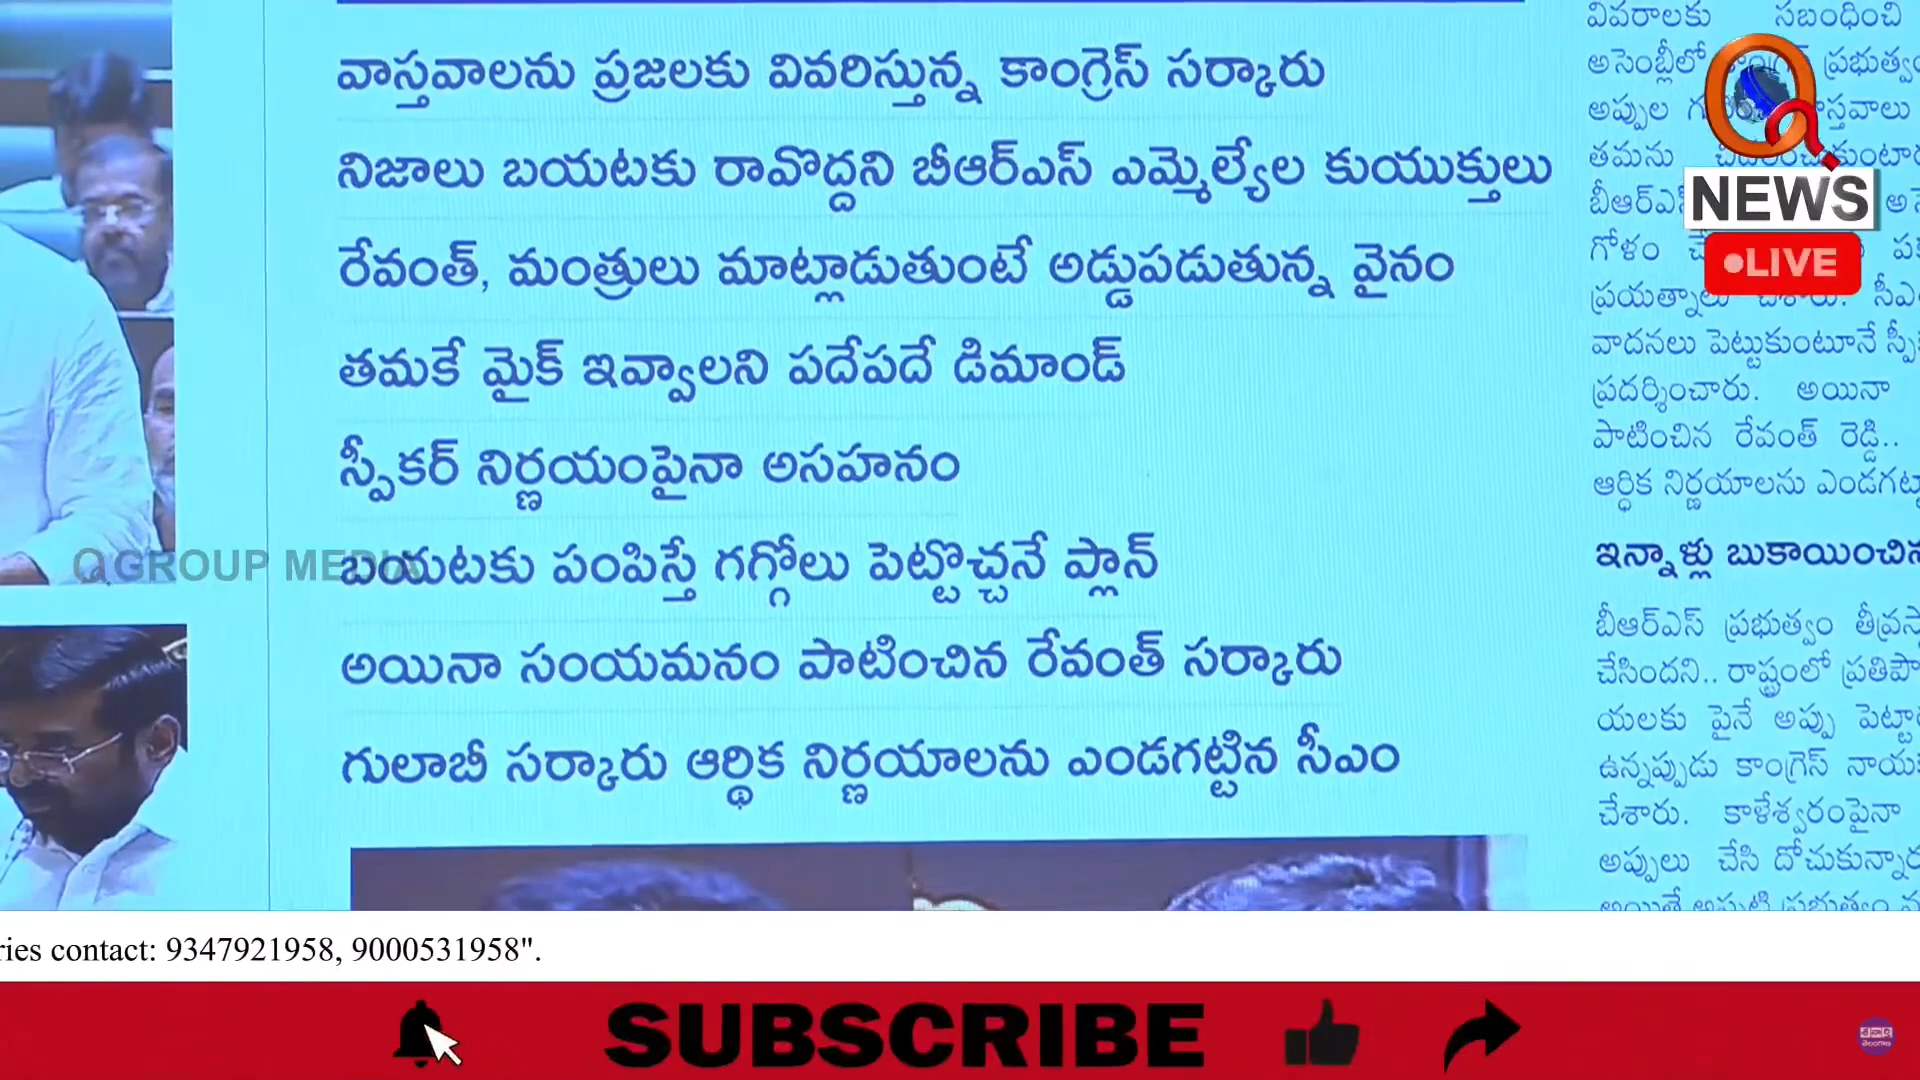 వాస్తవాలను ప్రజలకు వివరిస్తున్న కాంగ్రెస్ సర్కారు
నిజాలు బయటకు రావొద్దని బీఆర్ఎస్ ఎమ్మెల్యేల కుయుక్తులు
రేవంత్, మంత్రులు మాట్లాడుతుంటే అడ్డుపడుతున్న వైనం
తమకే మైక్ ఇవ్వాలని పదేపదే డిమాండ్
స్పీకర్ నిర్ణయంపైనా అసహనం
బయటకు పంపిస్తే గగ్గోలు పెట్టొచ్చనే ప్లాన్
అయినా సంయమనం పాటించిన రేవంత్ సర్కారు
గులాబీ సర్కారు ఆర్థిక నిర్ణయాలను ఎండగట్టిన సీఎం
వివరాలకు సబంధించి
అసెంబ్లీలో కాంగ్రెస్ ప్రభుత్వం
అప్పుల
తమను
బీఆర్ఎస్
గోళం
ప్రయత్నాలు చేశారు. సీఎం
వాదనలు పెట్టుకుంటూనే
ప్రదర్శించారు. అయినా
పాటించిన రేవంత్ రెడ్డి..
ఆర్థిక నిర్ణయాలను
ఇన్నాళ్లు బుకాయించిన
బీఆర్ఎస్ ప్రభుత్వం
చేసిందని.. రాష్ట్రంలో
యలకు పైనే అప్పు
ఉన్నప్పుడు కాంగ్రెస్
చేశారు. కాళేశ్వరంపైనా
అప్పులు చేసి
Q NEWS
LIVE
Q GROUP MEDIA
ries contact: 9347921958, 9000531958".
SUBSCRIBE